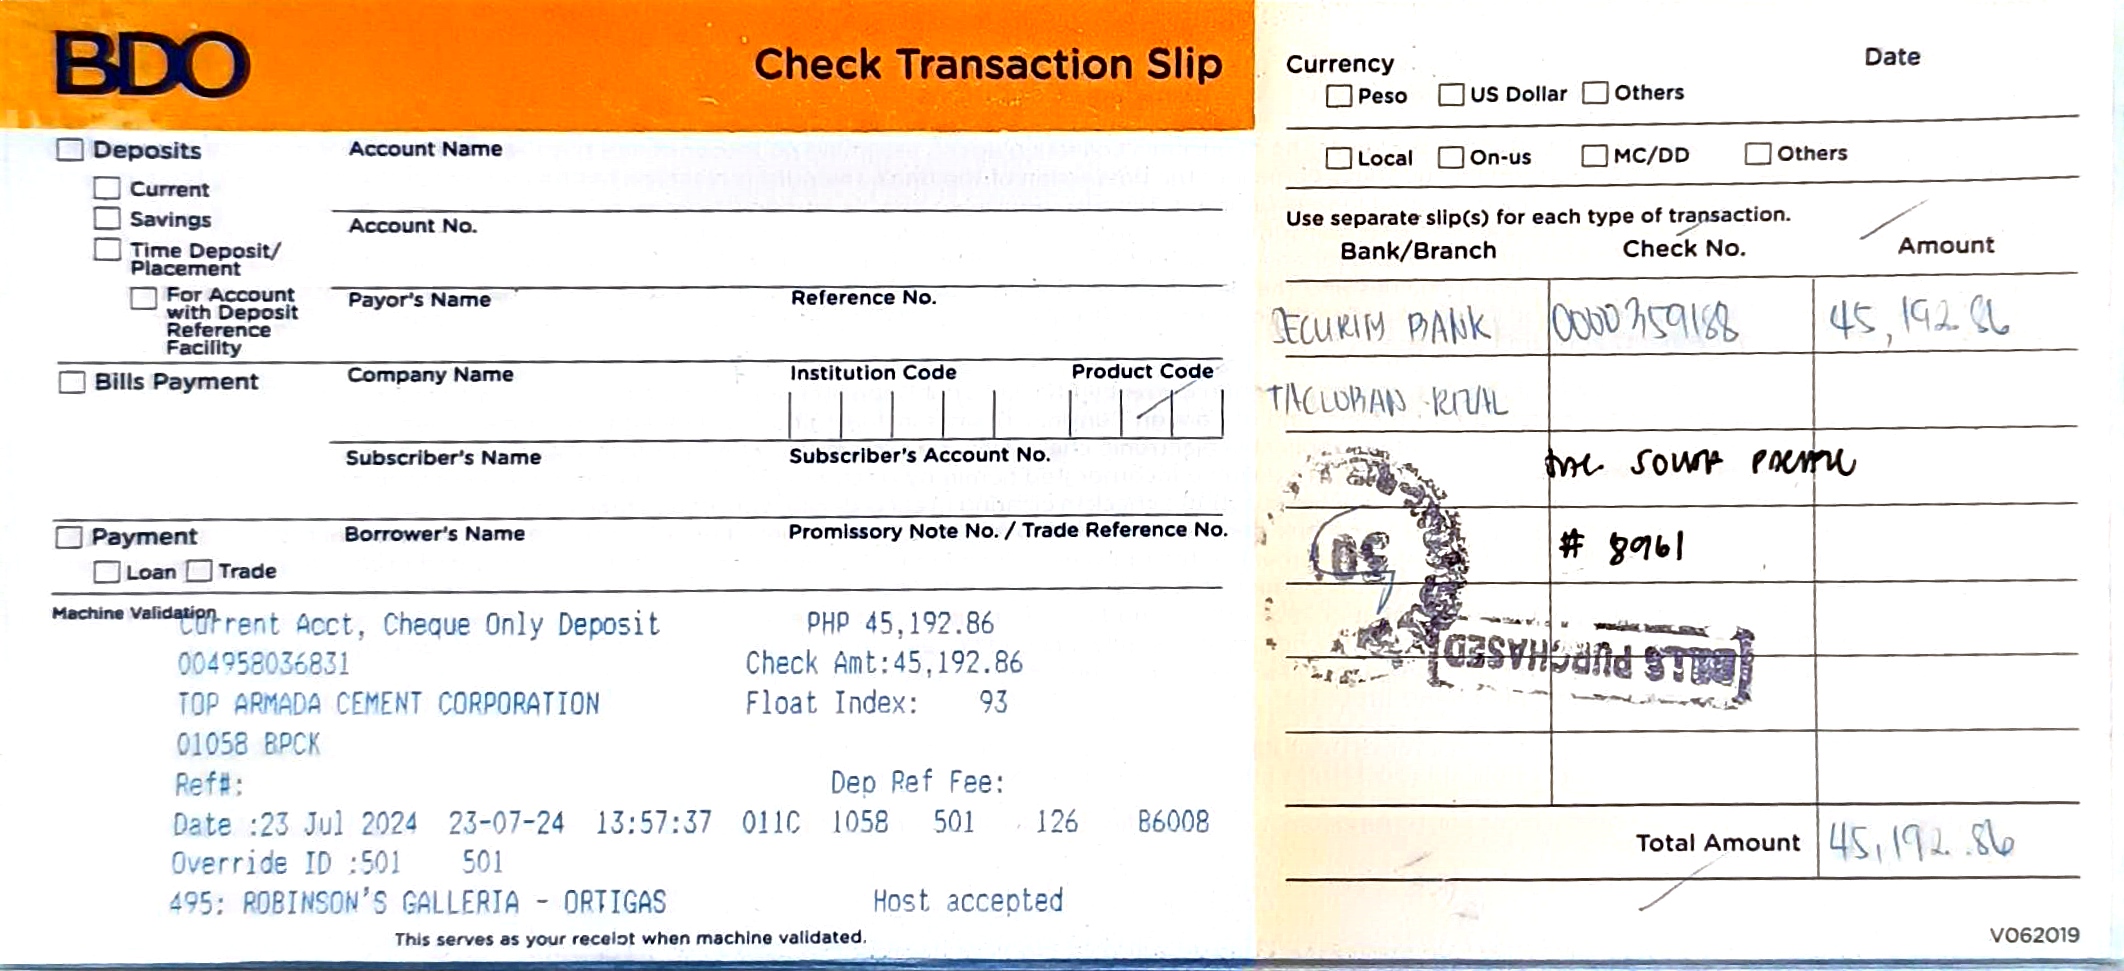 BDO
Check Transaction Slip
Deposits
Current
Savings
Time Deposit/
Placement
For Account
with Deposit
Reference
Facility
Account Name
Account No.
Payor's Name Reference No.
Bills Payment
Company Name Institution Code Product Code
Subscriber's Name Subscriber's Account No.
Payment
Loan Trade
Borrower's Name Promissory Note No. / Trade Reference No.
Machine Validation
Current Acct, Cheque Only Deposit PHP 45,192.86
004958036831 Check Amt:45,192.86
TOP ARMADA CEMENT CORPORATION Float Index: 93
01058 BPCK
Ref#: Dep Ref Fee:
Date :23 Jul 2024 23-07-24 13:57:37 011C 1058 501 126 B6008
Override ID :501 501
495: ROBINSON'S GALLERIA - ORTIGAS Host accepted
This serves as your receipt when machine validated.
Currency Date
Peso US Dollar Others
Local On-us MC/DD Others
Use separate slip(s) for each type of transaction.
Bank/Branch Check No. Amount
SECURITY BANK 0000359188 45,192.86
TACLOBAN - RIZAL
# 8961
30
BILLS PURCHASED
Total Amount 45,192.86
V062019